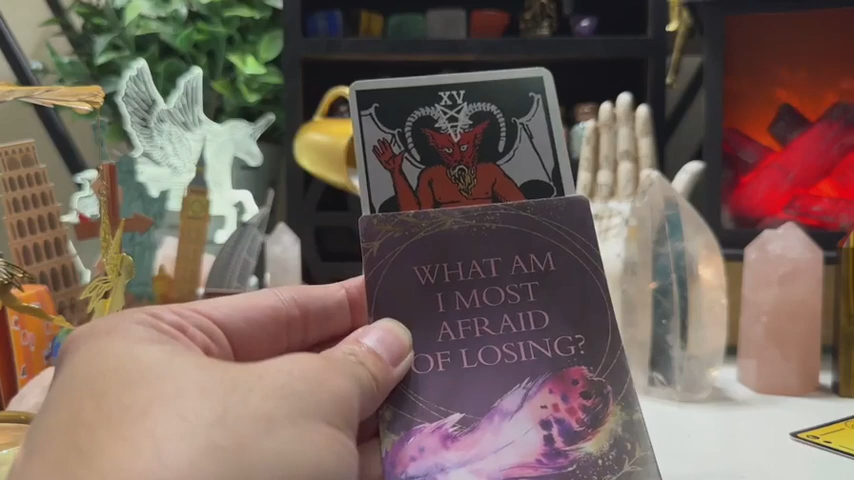 XV
WHAT AM
I MOST
AFRAID
OF LOSING?